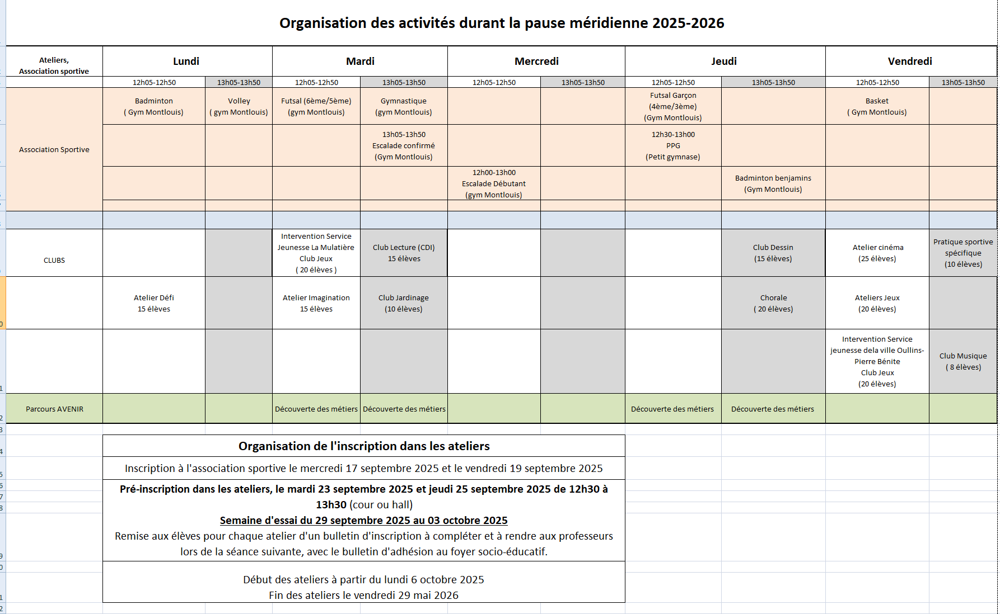 Organisation des activités durant la pause méridienne 2025-2026
Ateliers,
Association sportive
Lundi
Mardi
Mercredi
Jeudi
Vendredi
12h05-12h50
13h05-13h50
12h05-12h50
13h05-13h50
12h05-12h50
13h05-13h50
12h05-12h50
13h05-13h50
12h05-12h50
13h05-13h50
Association Sportive
Badminton
( Gym Montlouis)
Volley
( gym Montlouis)
Futsal (6ème/5ème)
(gym Montlouis)
Gymnastique
(gym Montlouis)
Futsal Garçon
(4ème/3ème)
(Gym Montlouis)
Basket
( Gym Montlouis)
13h05-13h50
Escalade confirmé
(Gym Montlouis)
12h30-13h00
PPG
(Petit gymnase)
12h00-13h00
Escalade Débutant
(gym Montlouis)
Badminton benjamins
(Gym Montlouis)
CLUBS
Intervention Service
Jeunesse La Mulatière
Club Jeux
( 20 élèves )
Club Lecture (CDI)
15 élèves
Club Dessin
(15 élèves)
Atelier cinéma
(25 élèves)
Pratique sportive
spécifique
(10 élèves)
Atelier Défi
15 élèves
Atelier Imagination
15 élèves
Club Jardinage
(10 élèves)
Chorale
( 20 élèves)
Ateliers Jeux
(20 élèves)
Intervention Service
jeunesse dela ville Oullins-
Pierre Bénite
Club Jeux
(20 élèves)
Club Musique
( 8 élèves)
Parcours AVENIR
Découverte des métiers
Découverte des métiers
Découverte des métiers
Découverte des métiers
Organisation de l'inscription dans les ateliers
Inscription à l'association sportive le mercredi 17 septembre 2025 et le vendredi 19 septembre 2025
Pré-inscription dans les ateliers, le mardi 23 septembre 2025 et jeudi 25 septembre 2025 de 12h30 à
13h30 (cour ou hall)
Semaine d'essai du 29 septembre 2025 au 03 octobre 2025
Remise aux élèves pour chaque atelier d'un bulletin d'inscription à compléter et à rendre aux professeurs
lors de la séance suivante, avec le bulletin d'adhésion au foyer socio-éducatif.
Début des ateliers à partir du lundi 6 octobre 2025
Fin des ateliers le vendredi 29 mai 2026